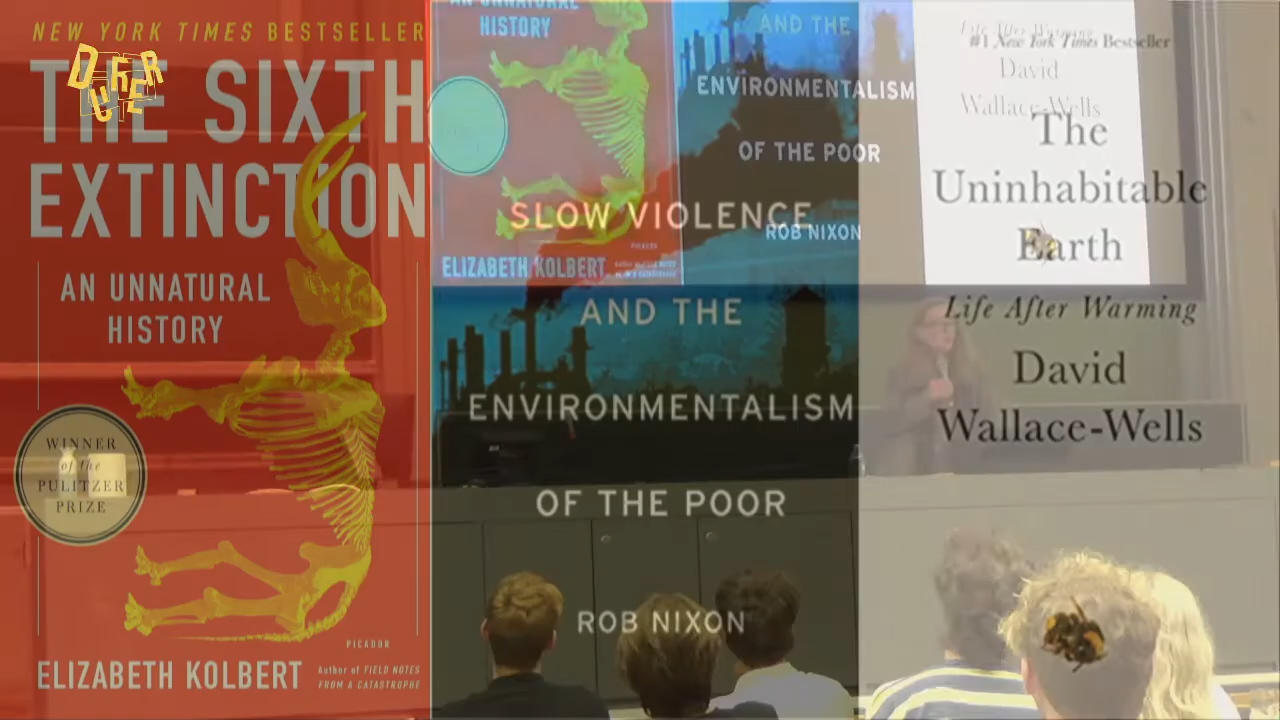 NEW YORK TIMES BESTSELLER
THE SIXTH
EXTINCTION
AN UNNATURAL
HISTORY
WINNER
of the
PULITZER
PRIZE
PICADOR
ELIZABETH KOLBERT
Author of FIELD NOTES
FROM A CATASTROPHE
AN UNNATURAL
HISTORY
ELIZABETH KOLBERT
AND THE
ENVIRONMENTALISM
OF THE POOR
ROB NIXON
SLOW VIOLENCE
AND THE
ENVIRONMENTALISM
OF THE POOR
ROB NIXON
Life After Warming
David
Wallace-Wells
#1 New York Times Bestseller
The
Uninhabitable
Earth
Life After Warming
David
Wallace-Wells